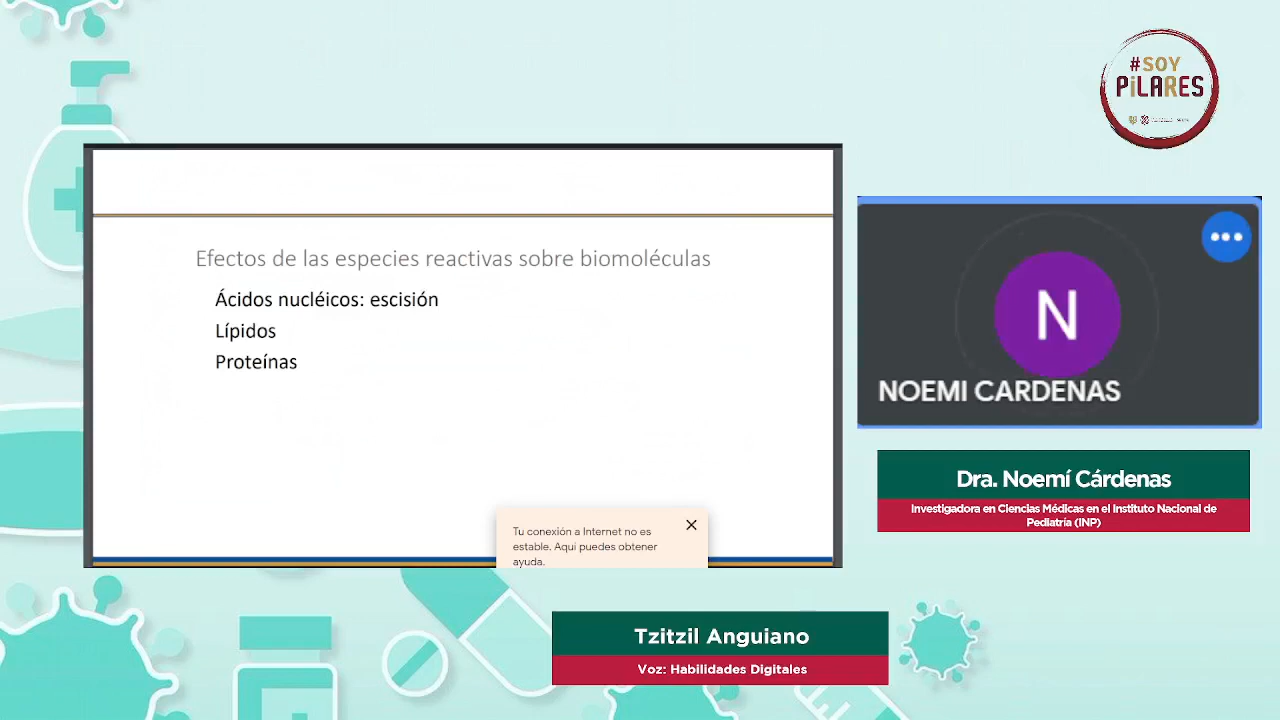 #SOY
PiLARES
Efectos de las especies reactivas sobre biomoléculas
Ácidos nucléicos: escisión
Lípidos
Proteínas
N
NOEMI CARDENAS
Dra. Noemí Cárdenas
Investigadora en Ciencias Médicas en el Instituto Nacional de
Pediatría (INP)
Tu conexión a Internet no es
estable. Aquí puedes obtener
ayuda.
Tzitzil Anguiano
Voz: Habilidades Digitales